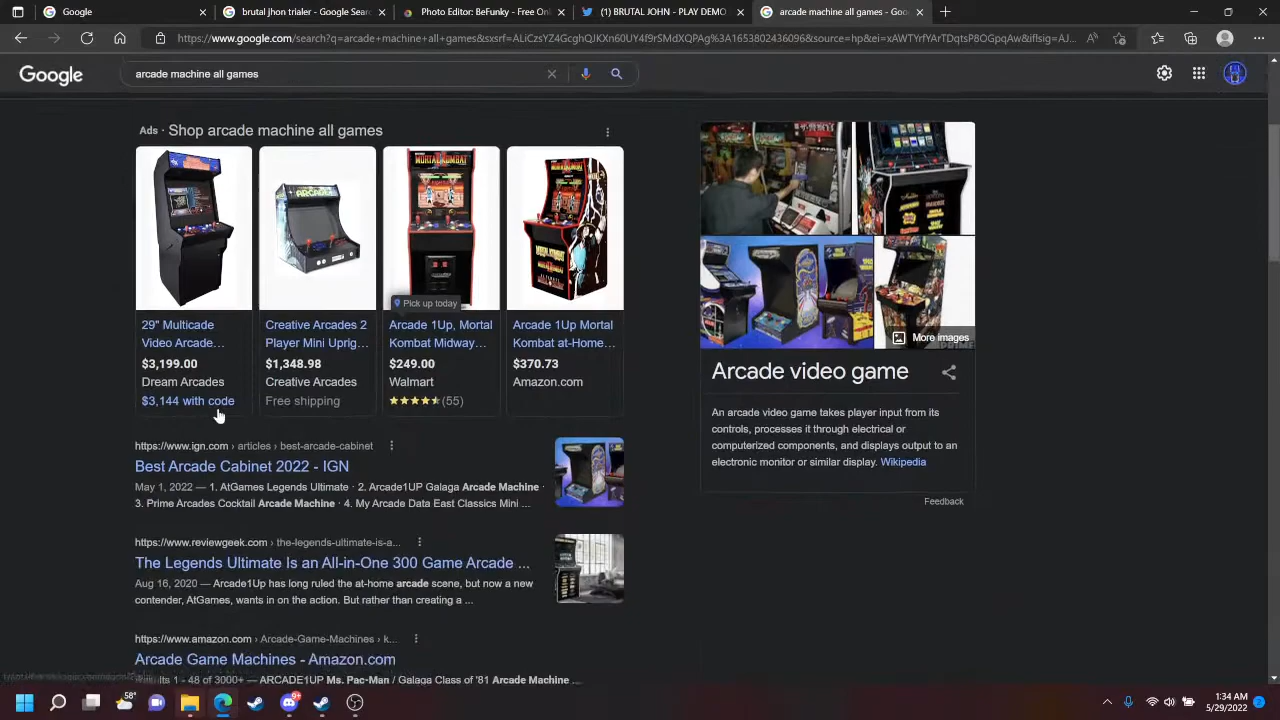 Google
brutal jhon trialer - Google Sear
Photo Editor: BeFunky - Free Onl
(1) BRUTAL JOHN - PLAY DEMO
arcade machine all games - Goo
Google
arcade machine all games
Ads · Shop arcade machine all games
Pick up today
29" Multicade
Video Arcade...
$3,199.00
Dream Arcades
$3,144 with code
Creative Arcades 2
Player Mini Uprig...
$1,348.98
Creative Arcades
Free shipping
Arcade 1Up, Mortal
Kombat Midway...
$249.00
Walmart
(55)
Arcade 1Up Mortal
Kombat at-Home...
$370.73
Amazon.com
https://www.ign.com › articles › best-arcade-cabinet
Best Arcade Cabinet 2022 - IGN
May 1, 2022 — 1. AtGames Legends Ultimate · 2. Arcade1UP Galaga Arcade Machine ·
3. Prime Arcades Cocktail Arcade Machine · 4. My Arcade Data East Classics Mini ...
https://www.reviewgeek.com › the-legends-ultimate-is-a...
The Legends Ultimate Is an All-in-One 300 Game Arcade ...
Aug 16, 2020 — Arcade1Up has long ruled the at-home arcade scene, but now a new
contender, AtGames, wants in on the action. But rather than creating a ...
https://www.amazon.com › Arcade-Game-Machines › k...
Arcade Game Machines - Amazon.com
1 - 48 of 3000+ — ARCADE1UP Ms. Pac-Man / Galaga Class of '81 Arcade Machine ...
More images
Arcade video game
An arcade video game takes player input from its
controls, processes it through electrical or
computerized components, and displays output to an
electronic monitor or similar display. Wikipedia
Feedback
58°
1:34 AM
5/29/2022